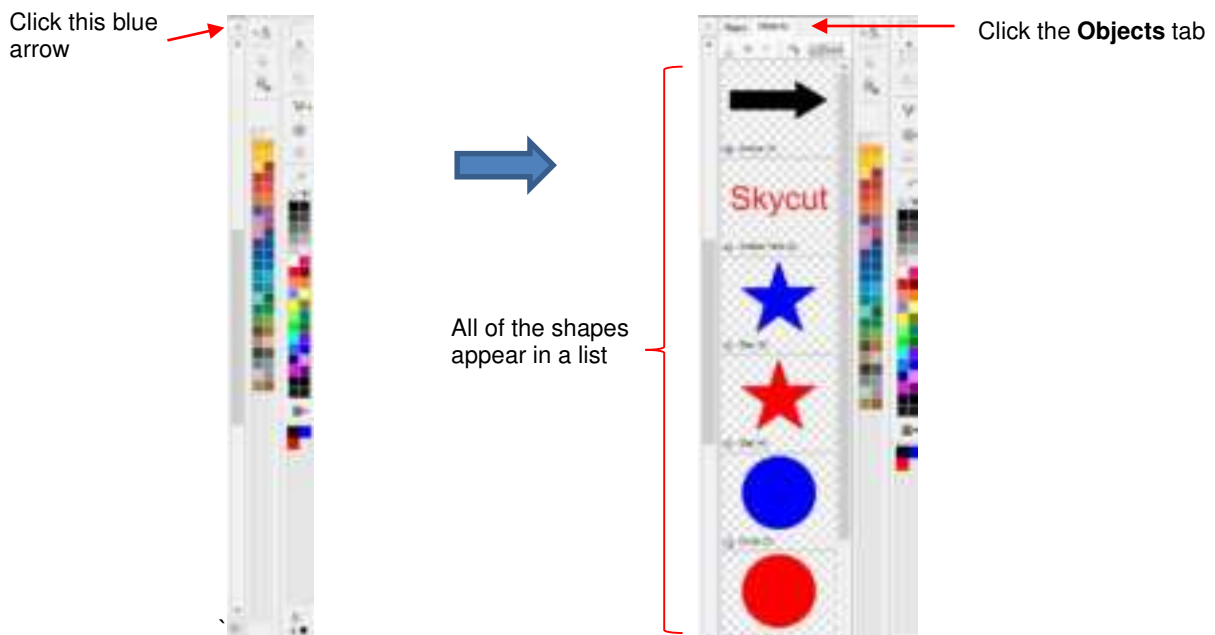 Click this blue
arrow
Click the Objects tab
Skycut
All of the shapes
appear in a list